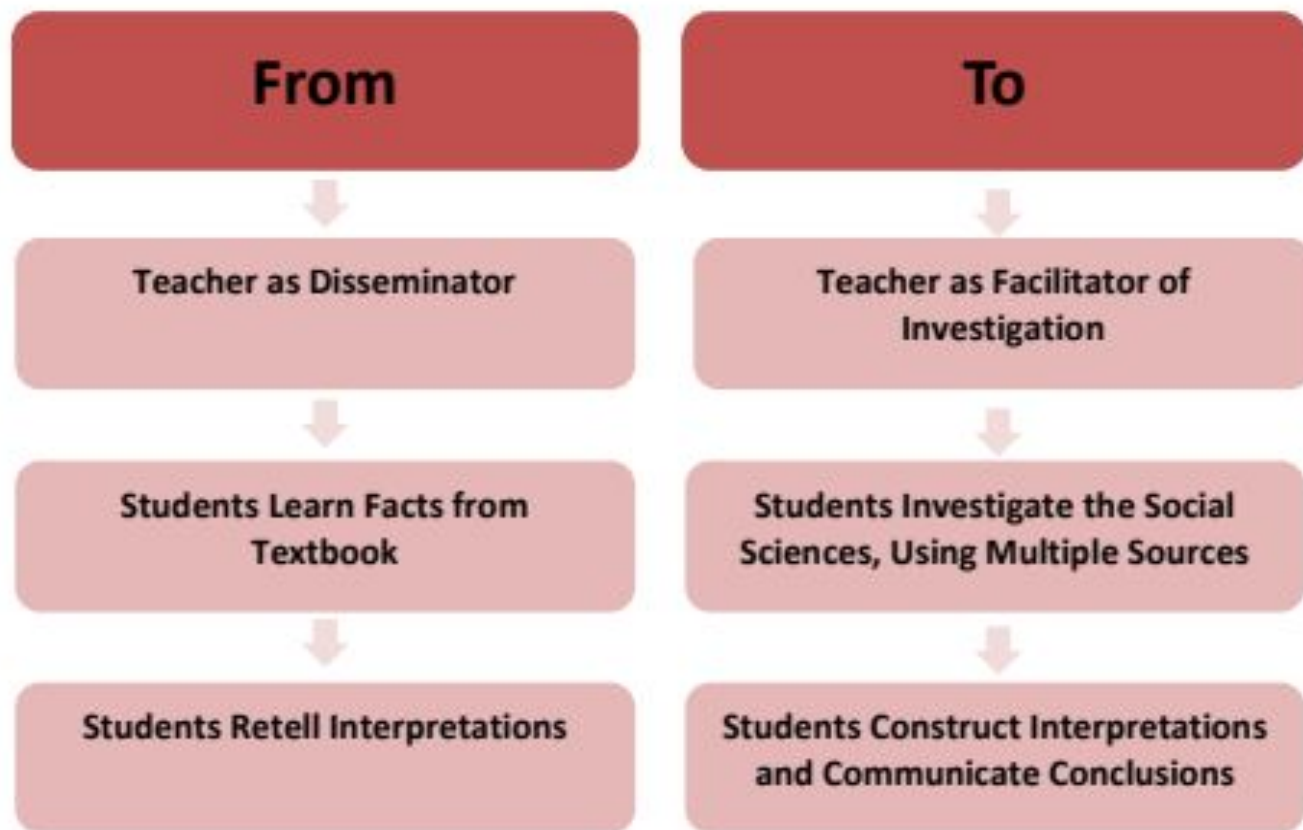 From
Teacher as Disseminator
Students Learn Facts from
Textbook
Students Retell Interpretations
To
Teacher as Facilitator of
Investigation
Students Investigate the Social
Sciences, Using Multiple Sources
Students Construct Interpretations
and Communicate Conclusions